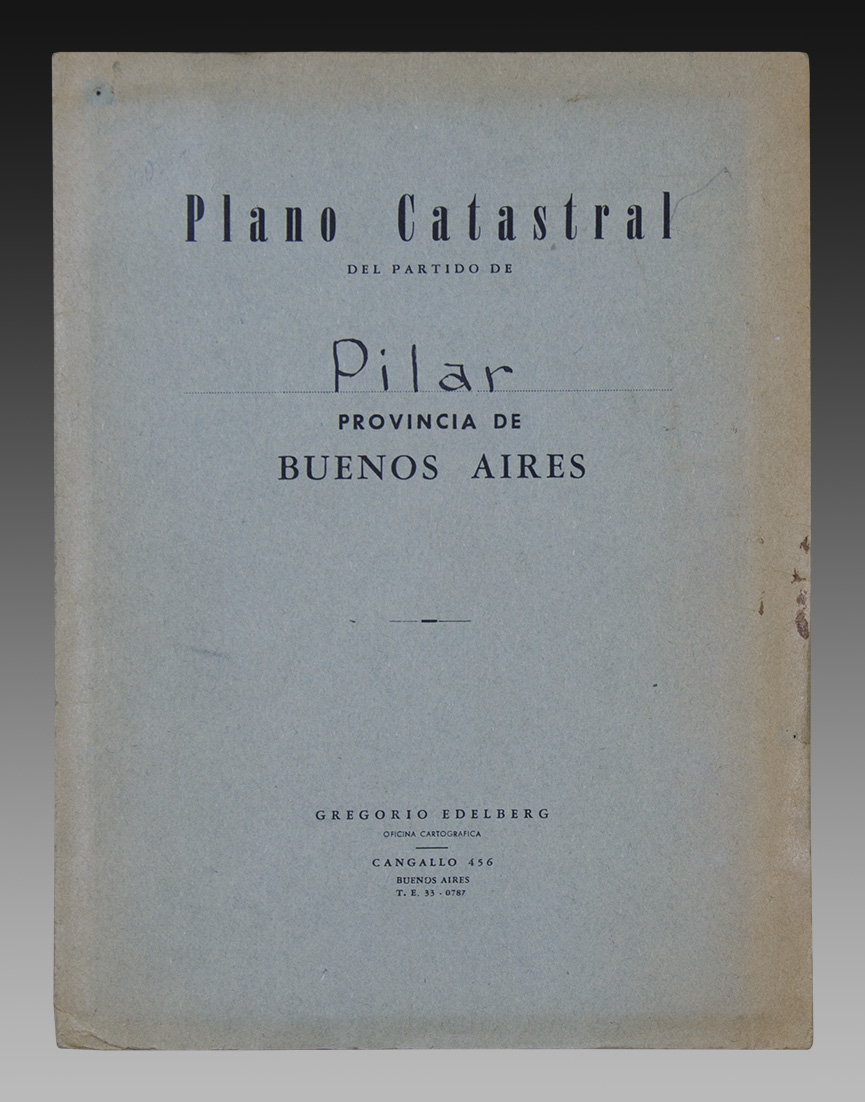 Plano Catastral
DEL PARTIDO DE
Pilar
PROVINCIA DE
BUENOS AIRES
GREGORIO EDELBERG
OFICINA CARTOGRAFICA
CANGALLO 456
BUENOS AIRES
T. E. 33 - 0787